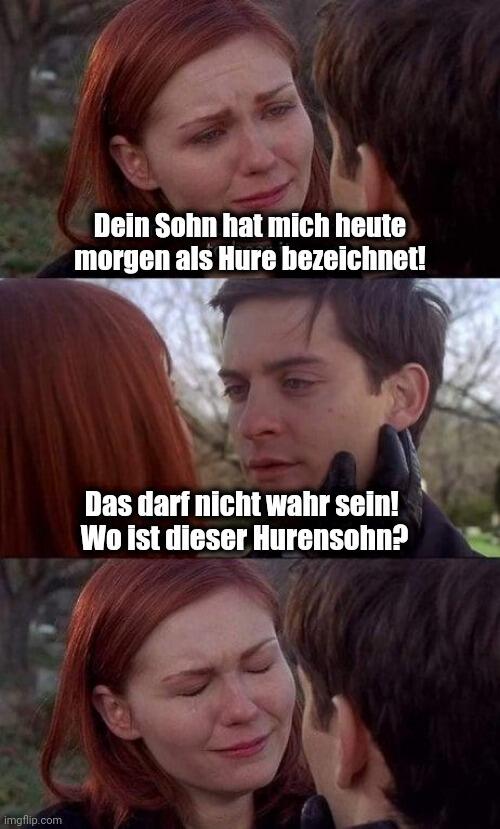 Dein Sohn hat mich heute
morgen als Hure bezeichnet!
Das darf nicht wahr sein!
Wo ist dieser Hurensohn?
imgflip.com